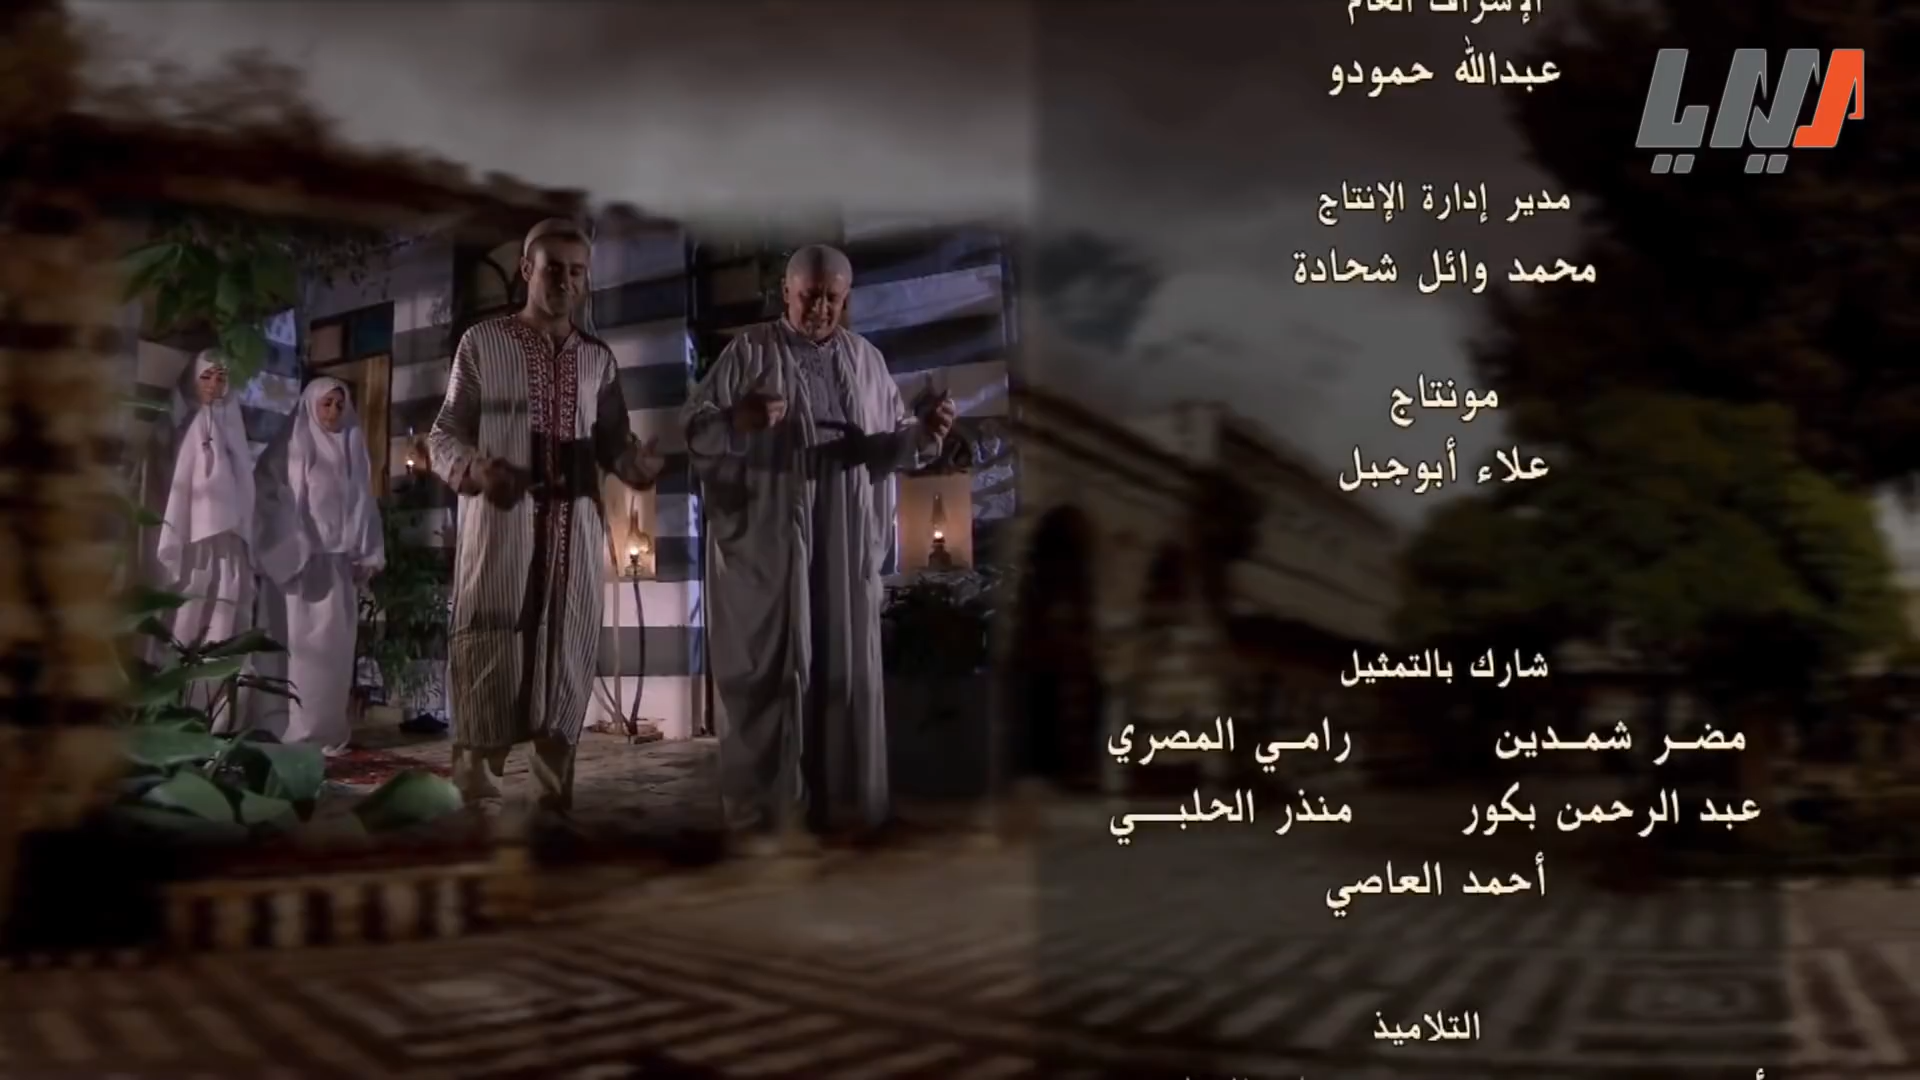 الإشراف العام
عبدالله حمودو
مدير إدارة الإنتاج
محمد وائل شحادة
مونتاج
علاء أبوجبل
شارك بالتمثيل
مضر شمدين رامي المصري
عبد الرحمن بكور منذر الحلبي
أحمد العاصي
التلاميذ